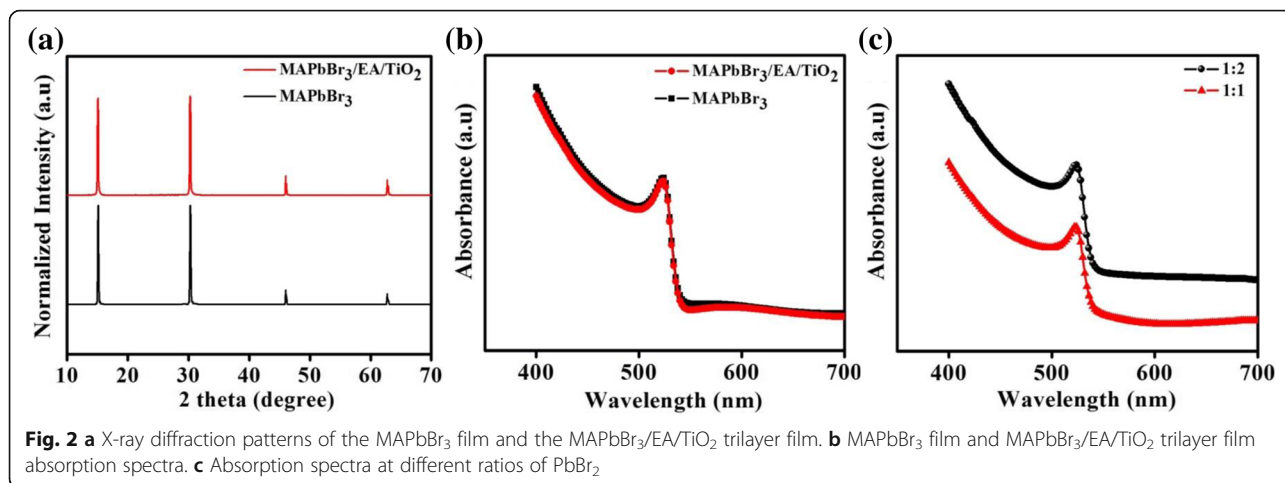 (a)
MAPbBr₃/EA/TiO₂
MAPbBr₃
Normalized Intensity (a.u)
10 20 30 40 50 60 70
2 theta (degree)
(b)
MAPbBr₃/EA/TiO₂
MAPbBr₃
Absorbance (a.u)
400 500 600 700
Wavelength (nm)
(c)
1:2
1:1
Absorbance (a.u)
400 500 600 700
Wavelength (nm)
Fig. 2 a X-ray diffraction patterns of the MAPbBr₃ film and the MAPbBr₃/EA/TiO₂ trilayer film. b MAPbBr₃ film and MAPbBr₃/EA/TiO₂ trilayer film
absorption spectra. c Absorption spectra at different ratios of PbBr₂